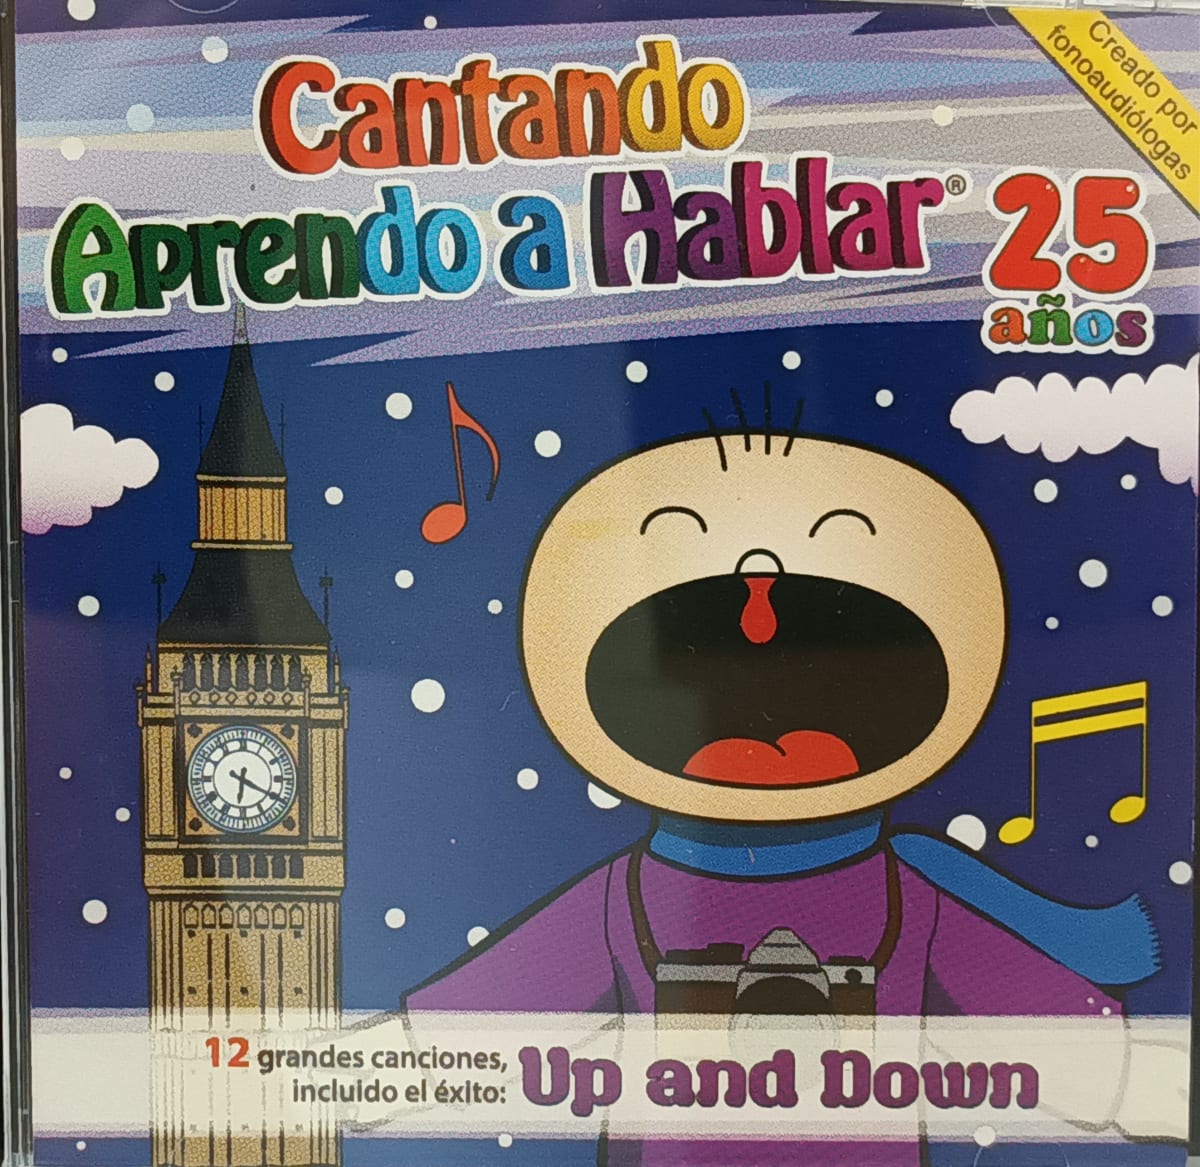 Creado por
fonoaudiólogas
Cantando
Aprendo a Hablar®
25
años
12 grandes canciones,
incluido el éxito:
Up and Down